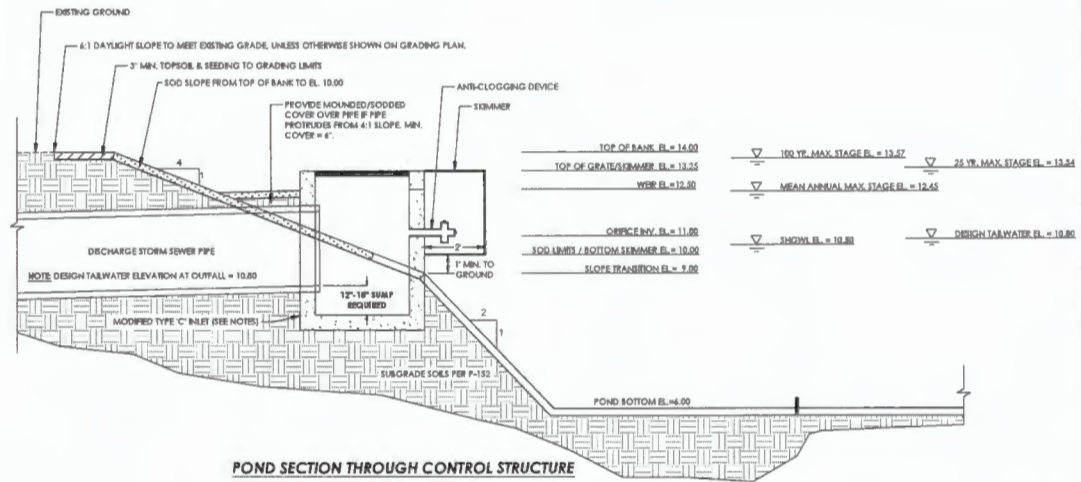 EXISTING GROUND
6:1 DAYLIGHT SLOPE TO MEET EXISTING GRADE, UNLESS OTHERWISE SHOWN ON GRADING PLAN.
3" MIN. TOPSOIL & SEEDING TO GRADING LIMITS
SOD SLOPE FROM TOP OF BANK TO EL. 10.00
PROVIDE MOUNDED/SODDED
COVER OVER PIPE IF PIPE
PROTRUDES FROM 4:1 SLOPE. MIN.
COVER = 6".
ANTI-CLOGGING DEVICE
SKIMMER
4
1
TOP OF BANK EL.= 14.00
TOP OF GRATE/SKIMMER EL. = 13.25
WEIR EL.=12.50
ORIFICE INV. EL.= 11.00
SOD LIMITS / BOTTOM SKIMMER EL.= 10.00
SLOPE TRANSITION EL.= 9.00
100 YR. MAX. STAGE EL = 13.57
25 YR. MAX. STAGE EL = 13.54
MEAN ANNUAL MAX. STAGE EL. = 12.45
SHGWL EL. = 10.80
DESIGN TAILWATER EL. = 10.80
DISCHARGE STORM SEWER PIPE
NOTE: DESIGN TAILWATER ELEVATION AT OUTFALL = 10.80
2'
1' MIN. TO
GROUND
12"-18" SUMP
REQUIRED
MODIFIED TYPE 'C' INLET (SEE NOTES)
2
1
SUBGRADE SOILS PER P-152
POND BOTTOM EL.=6.00
POND SECTION THROUGH CONTROL STRUCTURE